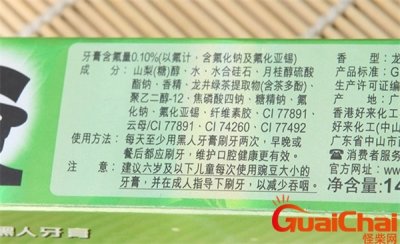 牙膏含氟量0.10%(以氟计，含氟化钠及氟化亚锡)
成 分：山梨(糖)醇、水、水合硅石、月桂醇硫酸
酯钠、香精、龙井绿茶提取物(含茶多酚)、
聚乙二醇-12、焦磷酸四钠、糖精钠、氟
化钠、氟化亚锡、纤维素胶、CI 77891、
云母/CI 77891、CI 74260、CI 47492
使用方法：每天至少用黑人牙膏刷牙两次，早晚或
餐后都应刷牙，维护口腔健康更有效。
注 意：建议六岁及以下儿童每次使用豌豆大小的
牙膏，并在成人指导下刷牙，以减少吞咽。
香 型：龙
产品标准：G
生产许可证编
产 地：广
香港好来化工
好来化工(中山
广东省中山市
消费者服务
官方网站：ww
净含量：14
黑人牙膏
GuaiChai
怪柴网